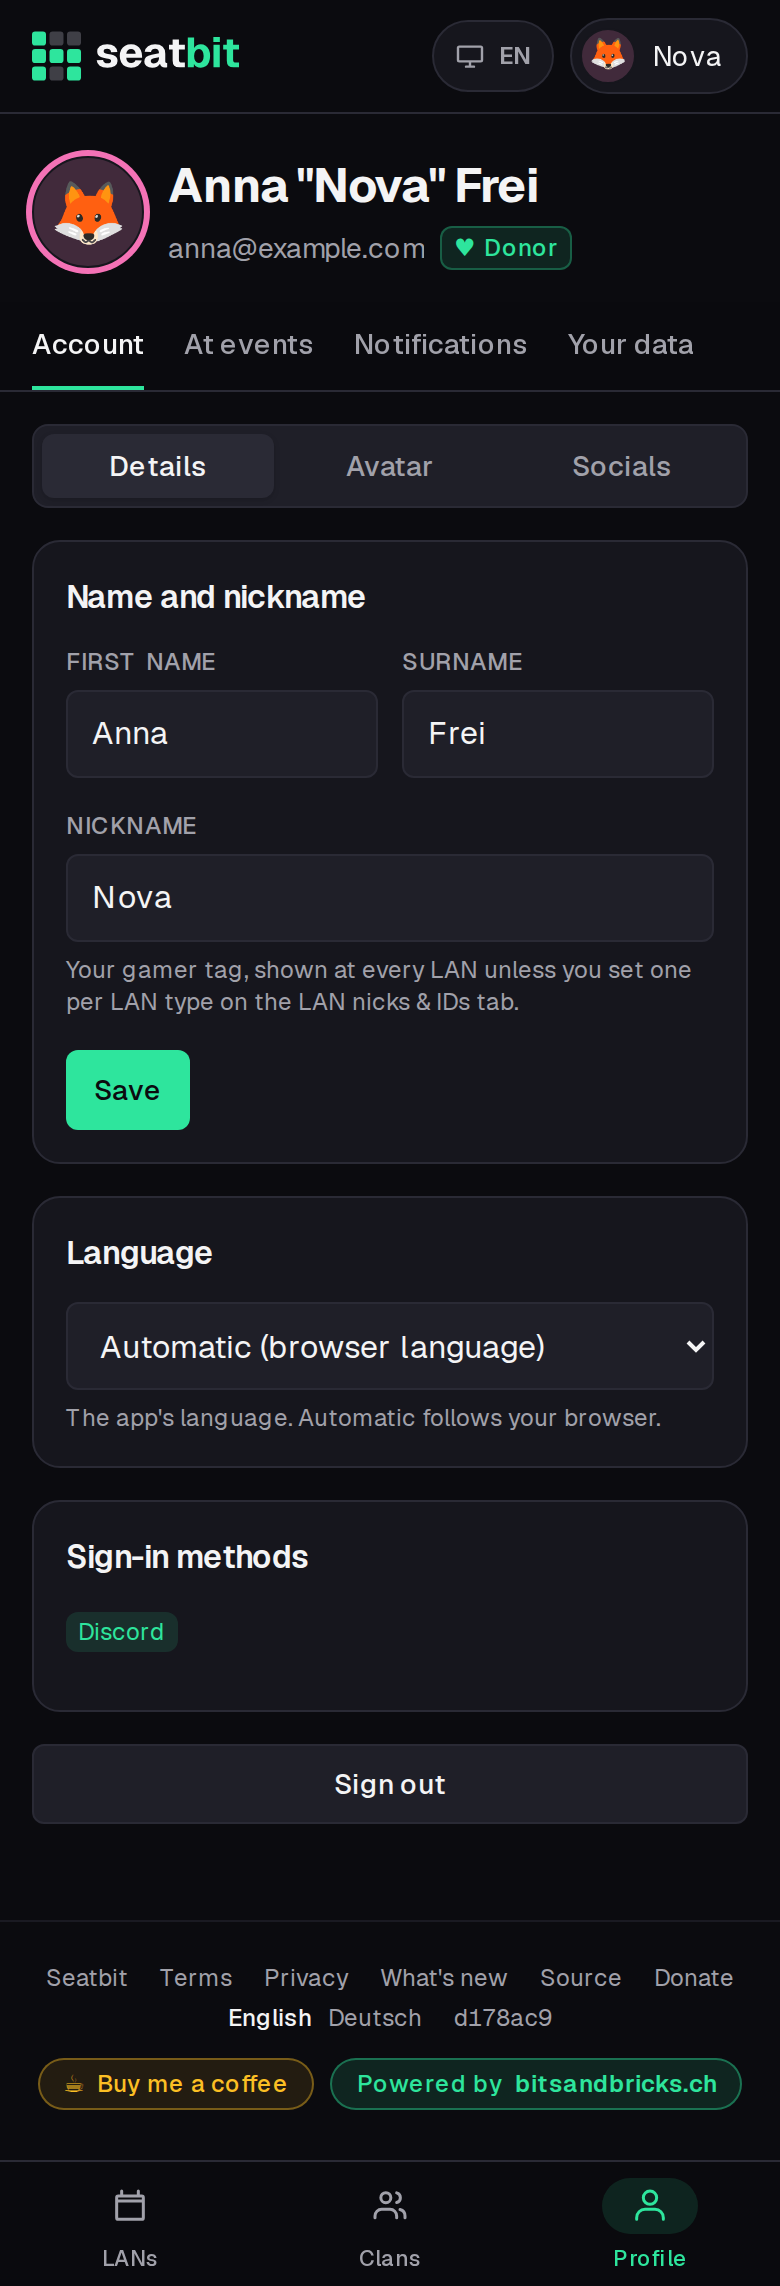 seatbit
EN
Nova
Anna "Nova" Frei
anna@example.com
♥ Donor
Account At events Notifications Your data
Details Avatar Socials
Name and nickname
FIRST NAME SURNAME
Anna Frei
NICKNAME
Nova
Your gamer tag, shown at every LAN unless you set one
per LAN type on the LAN nicks & IDs tab.
Save
Language
Automatic (browser language)
The app's language. Automatic follows your browser.
Sign-in methods
Discord
Sign out
Seatbit Terms Privacy What's new Source Donate
English Deutsch d178ac9
☕ Buy me a coffee Powered by bitsandbricks.ch
LANs Clans Profile